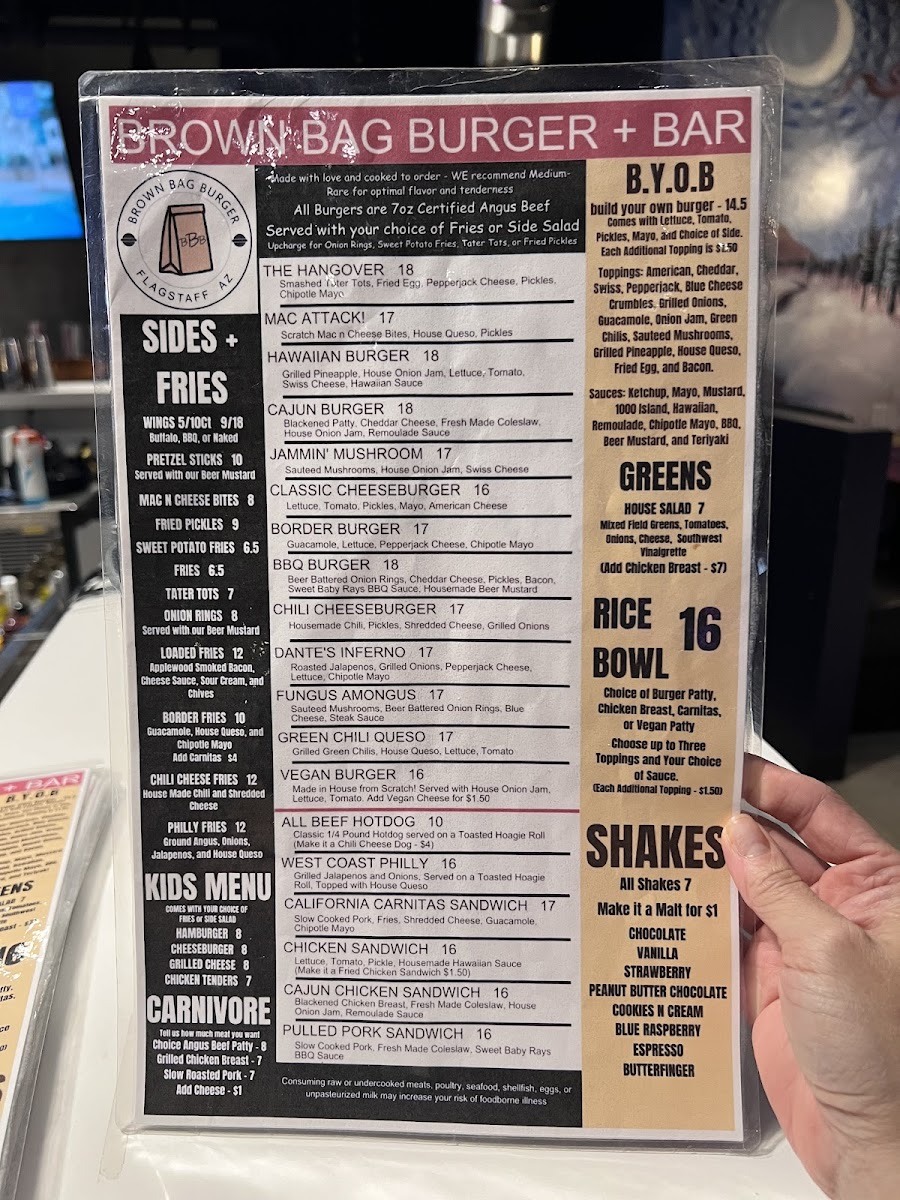 BROWN BAG BURGER + BAR
BROWN BAG BURGER
BBB
FLAGSTAFF AZ
Made with love and cooked to order - WE recommend Medium-
Rare for optimal flavor and tenderness
All Burgers are 7oz Certified Angus Beef
Served with your choice of Fries or Side Salad
Upcharge for Onion Rings, Sweet Potato Fries, Tater Tots, or Fried Pickles
SIDES +
FRIES
WINGS 5/10ct 9/18
Buffalo, BBQ, or Naked
PRETZEL STICKS 10
Served with our Beer Mustard
MAC N CHEESE BITES 8
FRIED PICKLES 9
SWEET POTATO FRIES 6.5
FRIES 6.5
TATER TOTS 7
ONION RINGS 8
Served with our Beer Mustard
LOADED FRIES 12
Applewood Smoked Bacon,
Cheese Sauce, Sour Cream, and
Chives
BORDER FRIES 10
Guacamole, House Queso, and
Chipotle Mayo
Add Carnitas $4
CHILI CHEESE FRIES 12
House Made Chili and Shredded
Cheese
PHILLY FRIES 12
Ground Angus, Onions,
Jalapenos, and House Queso
KIDS MENU
COMES WITH YOUR CHOICE OF
FRIES or SIDE SALAD
HAMBURGER 8
CHEESEBURGER 8
GRILLED CHEESE 8
CHICKEN TENDERS 7
CARNIVORE
Tell us how much meat you want
Choice Angus Beef Patty - 8
Grilled Chicken Breast - 7
Slow Roasted Pork - 7
Add Cheese - $1
THE HANGOVER 18
Smashed Tater Tots, Fried Egg, Pepperjack Cheese, Pickles,
Chipotle Mayo
MAC ATTACK! 17
Scratch Mac n Cheese Bites, House Queso, Pickles
HAWAIIAN BURGER 18
Grilled Pineapple, House Onion Jam, Lettuce, Tomato,
Swiss Cheese, Hawaiian Sauce
CAJUN BURGER 18
Blackened Patty, Cheddar Cheese, Fresh Made Coleslaw,
House Onion Jam, Remoulade Sauce
JAMMIN' MUSHROOM 17
Sauteed Mushrooms, House Onion Jam, Swiss Cheese
CLASSIC CHEESEBURGER 16
Lettuce, Tomato, Pickles, Mayo, American Cheese
BORDER BURGER 17
Guacamole, Lettuce, Pepperjack Cheese, Chipotle Mayo
BBQ BURGER 18
Beer Battered Onion Rings, Cheddar Cheese, Pickles, Bacon,
Sweet Baby Rays BBQ Sauce, Housemade Beer Mustard
CHILI CHEESEBURGER 17
Housemade Chili, Pickles, Shredded Cheese, Grilled Onions
DANTE'S INFERNO 17
Roasted Jalapenos, Grilled Onions, Pepperjack Cheese,
Lettuce, Chipotle Mayo
FUNGUS AMONGUS 17
Sauteed Mushrooms, Beer Battered Onion Rings, Blue
Cheese, Steak Sauce
GREEN CHILI QUESO 17
Grilled Green Chilis, House Queso, Lettuce, Tomato
VEGAN BURGER 16
Made in House from Scratch! Served with House Onion Jam,
Lettuce, Tomato. Add Vegan Cheese for $1.50
ALL BEEF HOTDOG 10
Classic 1/4 Pound Hotdog served on a Toasted Hoagie Roll
(Make it a Chili Cheese Dog - $4)
WEST COAST PHILLY 16
Grilled Jalapenos and Onions, Served on a Toasted Hoagie
Roll, Topped with House Queso
CALIFORNIA CARNITAS SANDWICH 17
Slow Cooked Pork, Fries, Shredded Cheese, Guacamole,
Chipotle Mayo
CHICKEN SANDWICH 16
Lettuce, Tomato, Pickle, Housemade Hawaiian Sauce
(Make it a Fried Chicken Sandwich $1.50)
CAJUN CHICKEN SANDWICH 16
Blackened Chicken Breast, Fresh Made Coleslaw, House
Onion Jam, Remoulade Sauce
PULLED PORK SANDWICH 16
Slow Cooked Pork, Fresh Made Coleslaw, Sweet Baby Rays
BBQ Sauce
Consuming raw or undercooked meats, poultry, seafood, shellfish, eggs, or
unpasteurized milk may increase your risk of foodborne illness
B.Y.O.B
build your own burger - 14.5
Comes with Lettuce, Tomato,
Pickles, Mayo, and Choice of Side.
Each Additional Topping is $1.50
Toppings: American, Cheddar,
Swiss, Pepperjack, Blue Cheese
Crumbles, Grilled Onions,
Guacamole, Onion Jam, Green
Chilis, Sauteed Mushrooms,
Grilled Pineapple, House Queso,
Fried Egg, and Bacon.
Sauces: Ketchup, Mayo, Mustard,
1000 Island, Hawaiian,
Remoulade, Chipotle Mayo, BBQ,
Beer Mustard, and Teriyaki
GREENS
HOUSE SALAD 7
Mixed Field Greens, Tomatoes,
Onions, Cheese, Southwest
Vinaigrette
(Add Chicken Breast - $7)
RICE
BOWL 16
Choice of Burger Patty,
Chicken Breast, Carnitas,
or Vegan Patty
Choose up to Three
Toppings and Your Choice
of Sauce.
(Each Additional Topping - $1.50)
SHAKES
All Shakes 7
Make it a Malt for $1
CHOCOLATE
VANILLA
STRAWBERRY
PEANUT BUTTER CHOCOLATE
COOKIES N CREAM
BLUE RASPBERRY
ESPRESSO
BUTTERFINGER
+ BAR
B.Y.O.B